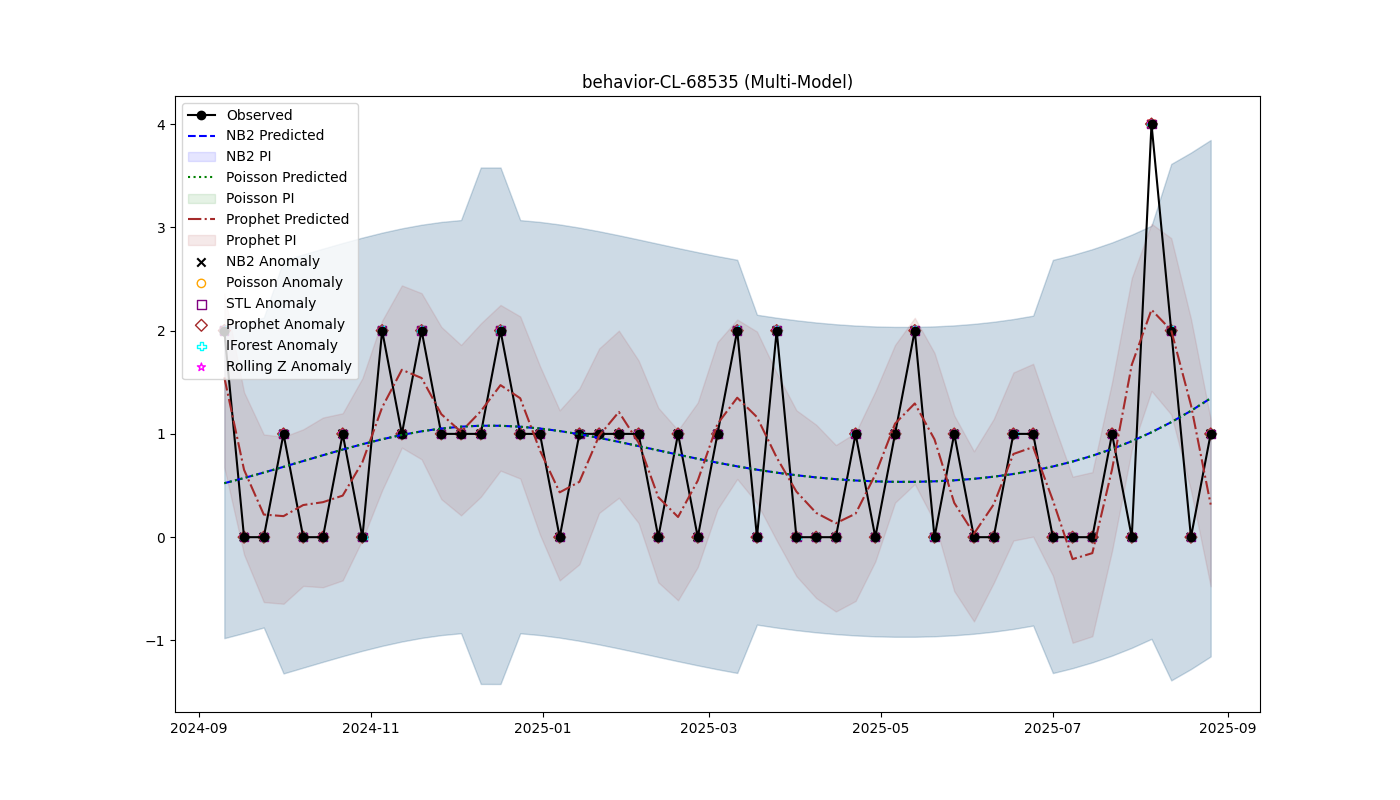 behavior-CL-68535 (Multi-Model)
Observed
NB2 Predicted
NB2 PI
Poisson Predicted
Poisson PI
Prophet Predicted
Prophet PI
NB2 Anomaly
Poisson Anomaly
STL Anomaly
Prophet Anomaly
IForest Anomaly
Rolling Z Anomaly
4
3
2
1
0
−1
2024-09 2024-11 2025-01 2025-03 2025-05 2025-07 2025-09